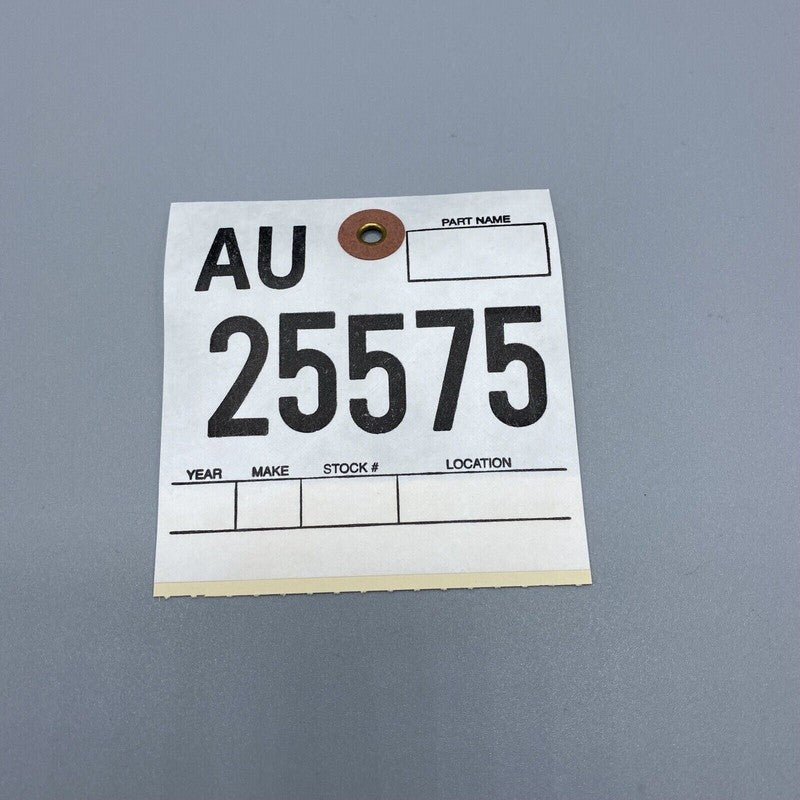 AU
PART NAME
25575
YEAR MAKE STOCK # LOCATION